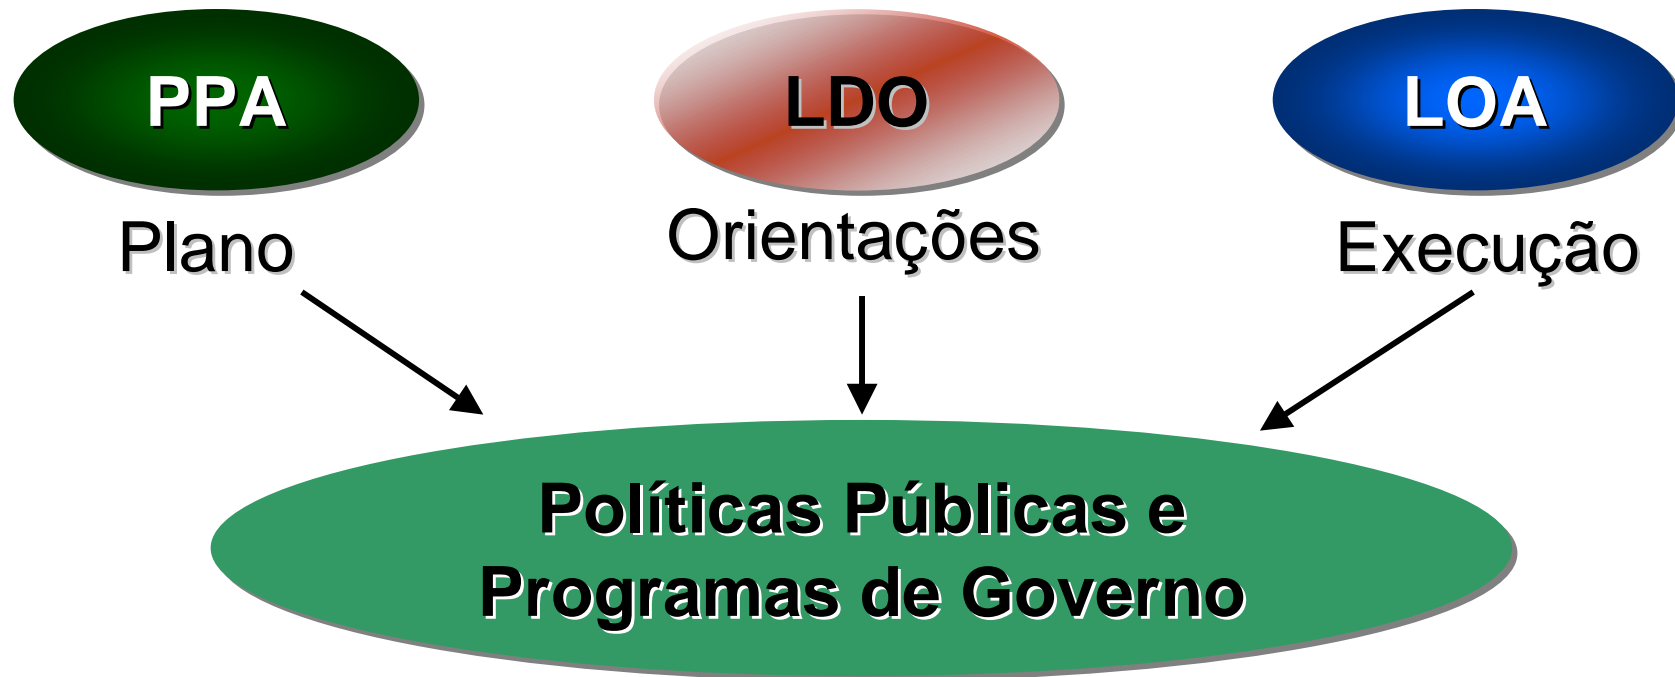 PPA
LDO
LOA
Plano
Orientações
Execução
Políticas Públicas e
Programas de Governo